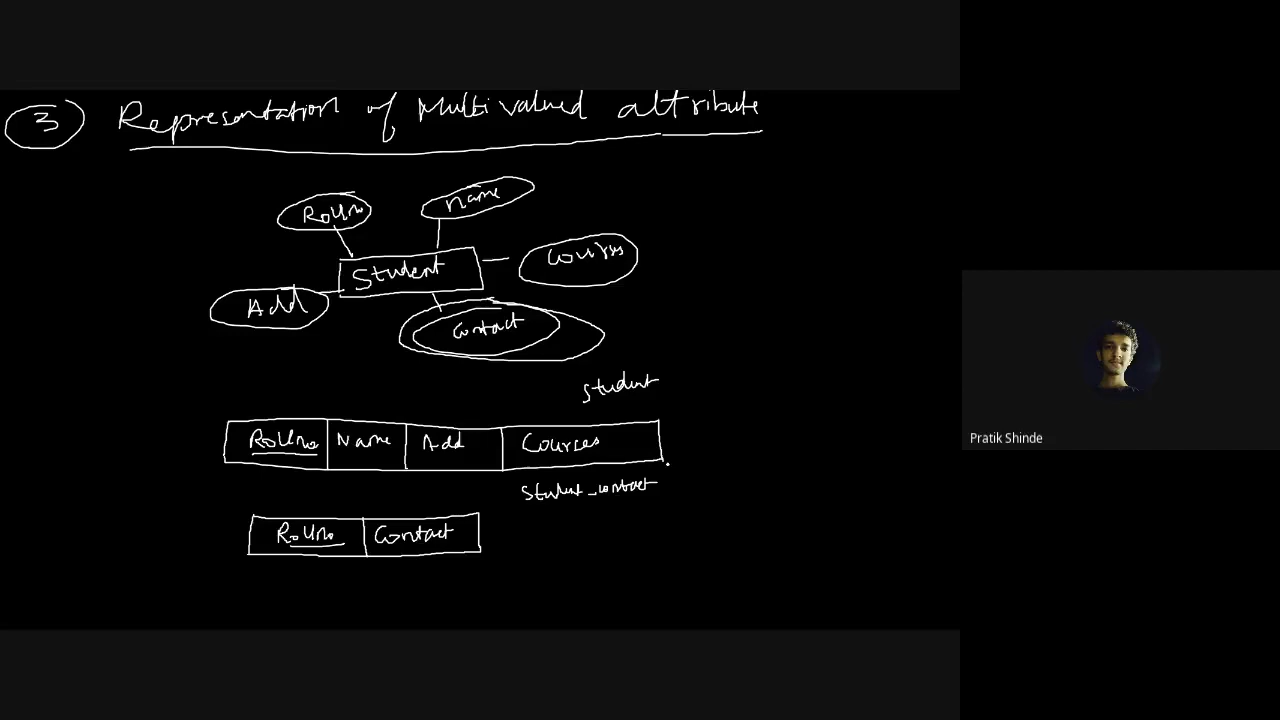 3 Representation of Multivalued attribute
Rollno
Name
Courses
Student
Add
Contact
Student
Rollno Name Add Courses
Student_contact
Rollno Contact
Pratik Shinde